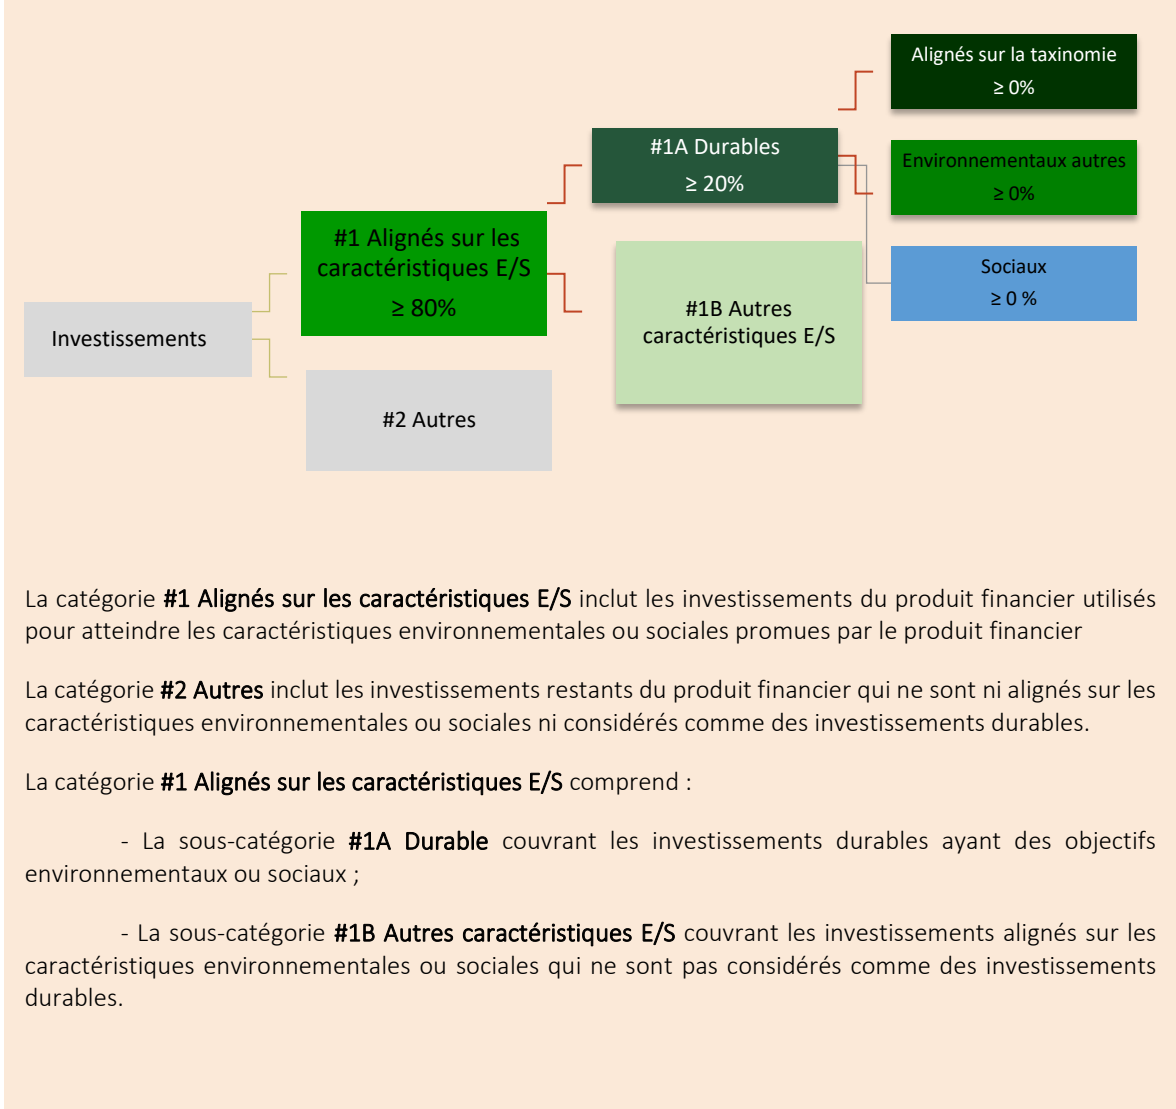 Alignés sur la taxinomie
≥ 0%
#1A Durables
≥ 20%
Environnementaux autres
≥ 0%
#1 Alignés sur les
caractéristiques E/S
≥ 80%
Sociaux
≥ 0 %
#1B Autres
caractéristiques E/S
Investissements
#2 Autres
La catégorie #1 Alignés sur les caractéristiques E/S inclut les investissements du produit financier utilisés
pour atteindre les caractéristiques environnementales ou sociales promues par le produit financier
La catégorie #2 Autres inclut les investissements restants du produit financier qui ne sont ni alignés sur les
caractéristiques environnementales ou sociales ni considérés comme des investissements durables.
La catégorie #1 Alignés sur les caractéristiques E/S comprend :
- La sous-catégorie #1A Durable couvrant les investissements durables ayant des objectifs
environnementaux ou sociaux ;
- La sous-catégorie #1B Autres caractéristiques E/S couvrant les investissements alignés sur les
caractéristiques environnementales ou sociales qui ne sont pas considérés comme des investissements
durables.